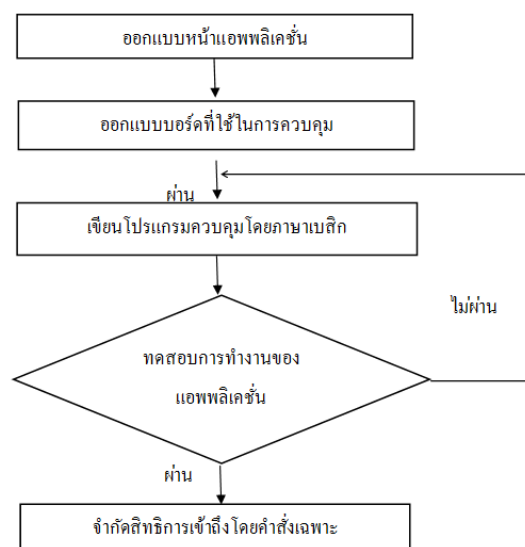 ออกแบบหน้าแอพพลิเคชั่น
ออกแบบบอร์ดที่ใช้ในการควบคุม
ผ่าน
เขียนโปรแกรมควบคุมโดยภาษาเบสิก
ไม่ผ่าน
ทดสอบการทำงานของ
แอพพลิเคชั่น
ผ่าน
จำกัดสิทธิการเข้าถึงโดยคำสั่งเฉพาะ